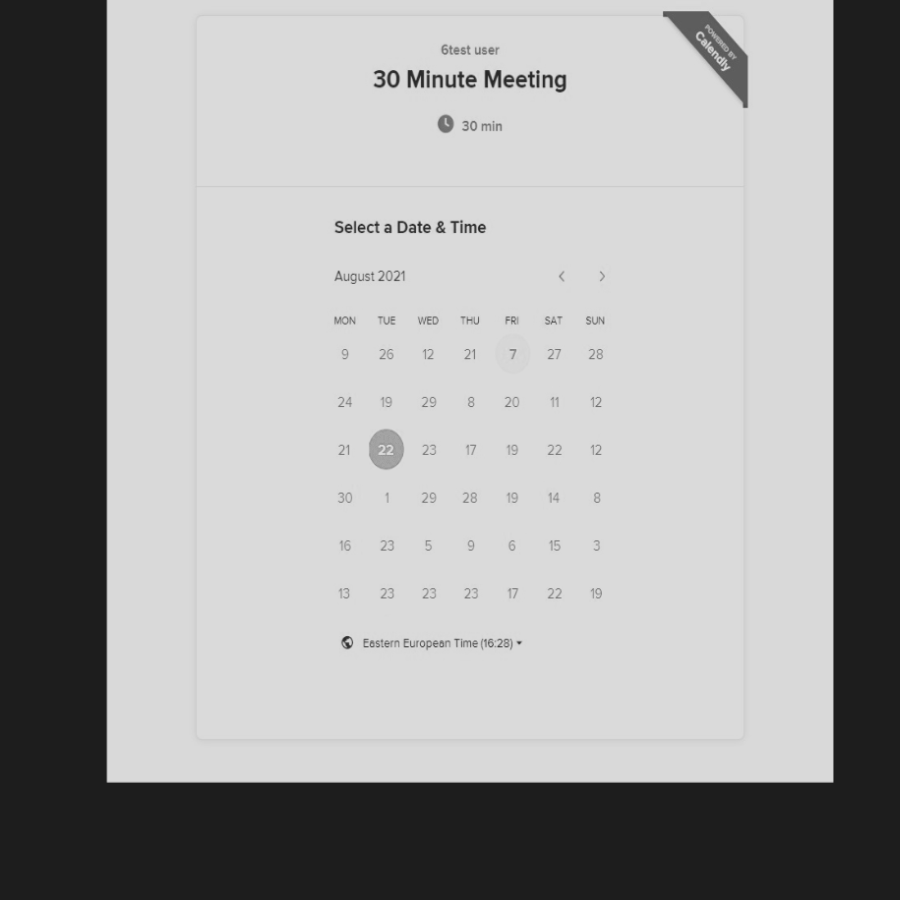 POWERED BY
Calendly
6test user
30 Minute Meeting
30 min
Select a Date & Time
August 2021
MON TUE WED THU FRI SAT SUN
9 26 12 21 7 27 28
24 19 29 8 20 11 12
21 22 23 17 19 22 12
30 1 29 28 19 14 8
16 23 5 9 6 15 3
13 23 23 23 17 22 19
Eastern European Time (16:28)